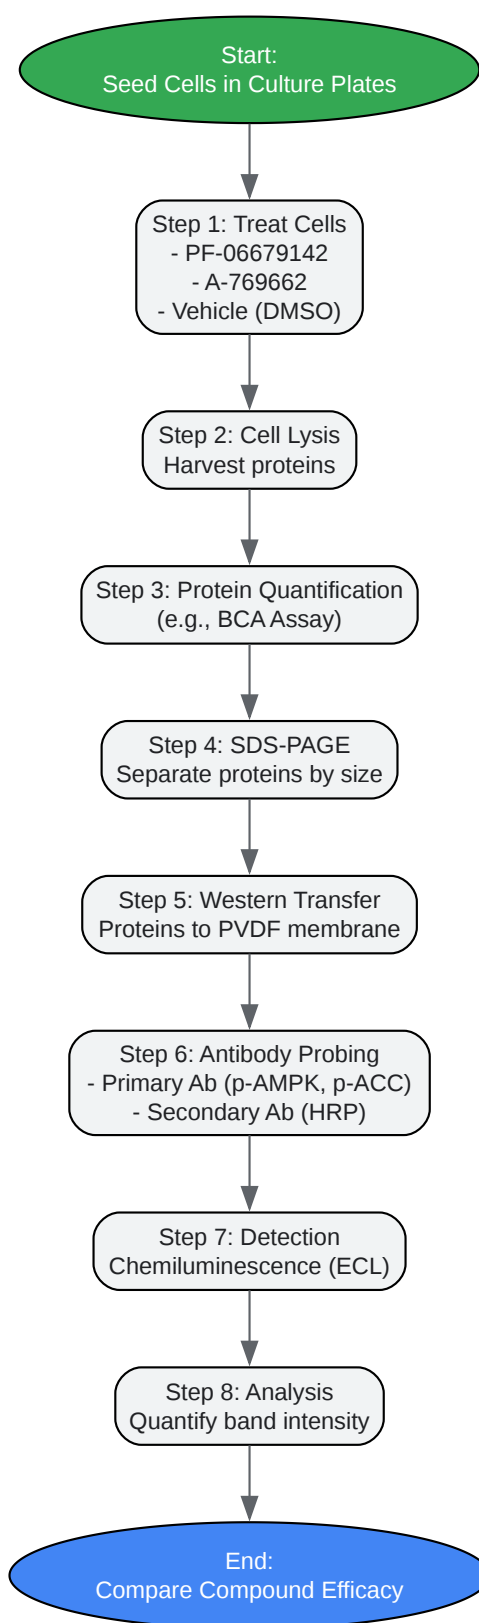 Start:
Seed Cells in Culture Plates
Step 1: Treat Cells
- PF-06679142
- A-769662
- Vehicle (DMSO)
Step 2: Cell Lysis
Harvest proteins
Step 3: Protein Quantification
(e.g., BCA Assay)
Step 4: SDS-PAGE
Separate proteins by size
Step 5: Western Transfer
Proteins to PVDF membrane
Step 6: Antibody Probing
- Primary Ab (p-AMPK, p-ACC)
- Secondary Ab (HRP)
Step 7: Detection
Chemiluminescence (ECL)
Step 8: Analysis
Quantify band intensity
End:
Compare Compound Efficacy